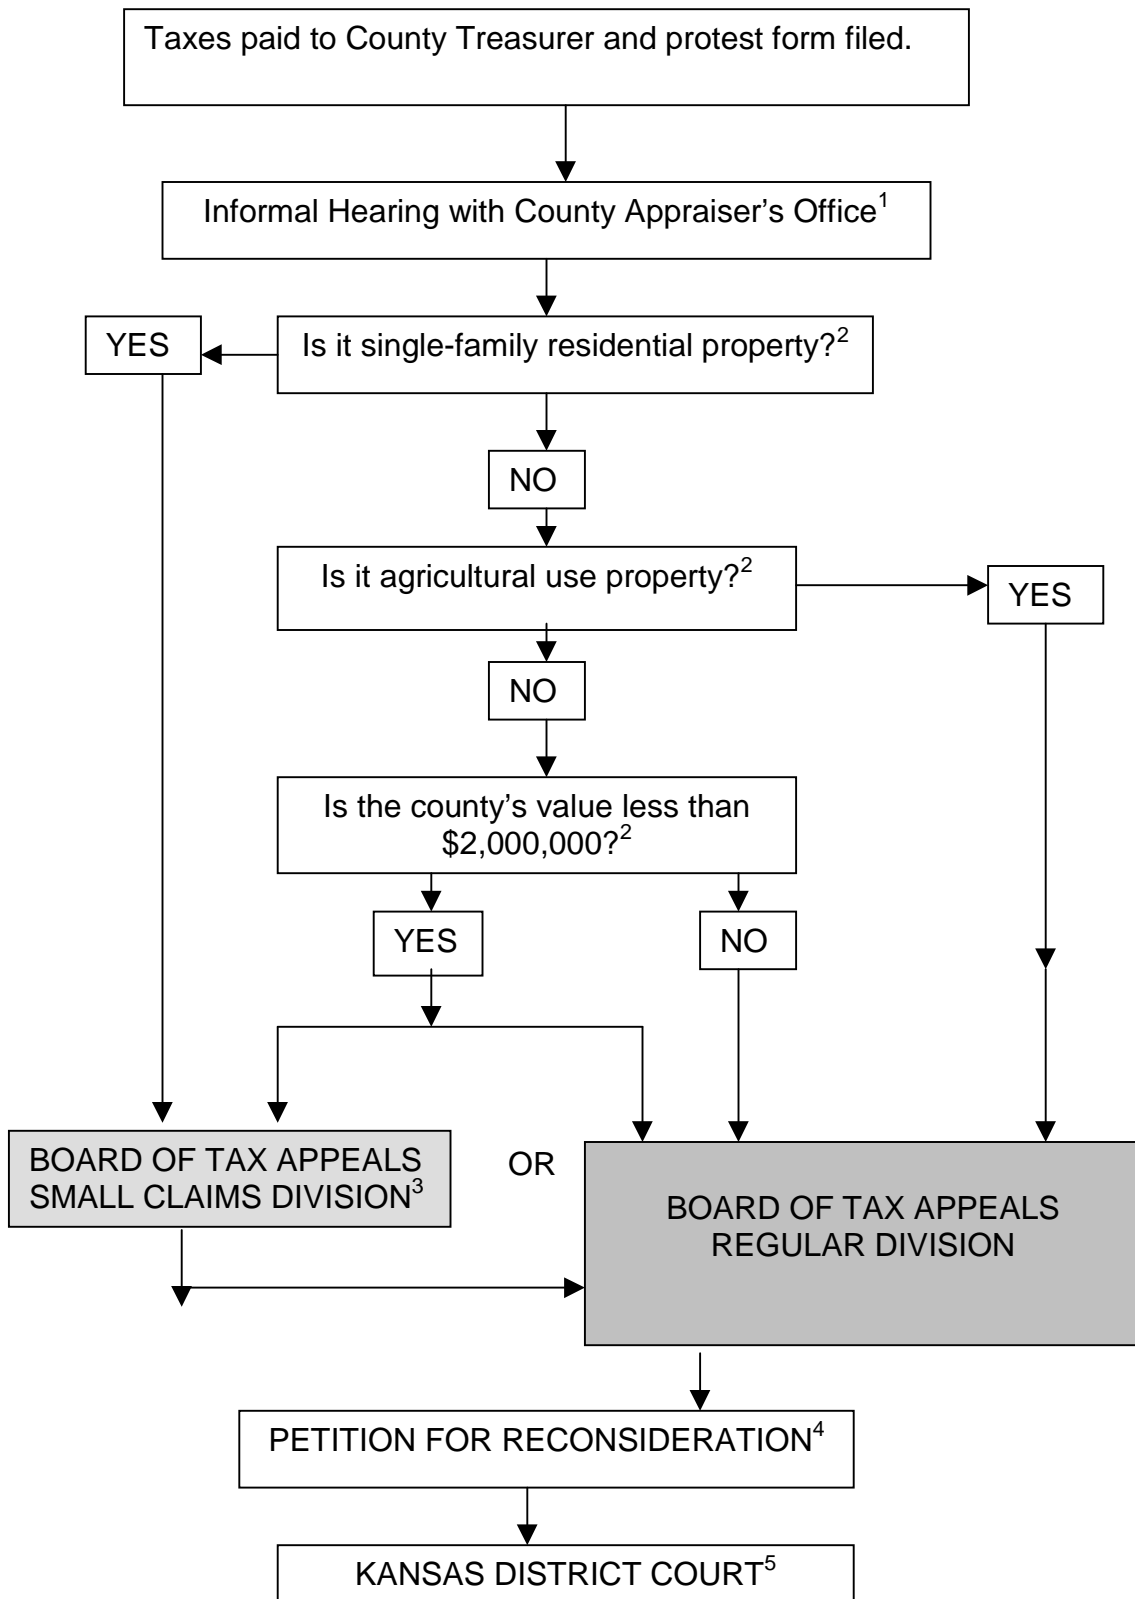 Taxes paid to County Treasurer and protest form filed.
Informal Hearing with County Appraiser’s Office1
YES
Is it single-family residential property?2
NO
Is it agricultural use property?2
YES
NO
Is the county’s value less than
$2,000,000?2
YES
NO
BOARD OF TAX APPEALS
SMALL CLAIMS DIVISION3
OR
BOARD OF TAX APPEALS
REGULAR DIVISION
PETITION FOR RECONSIDERATION4
KANSAS DISTRICT COURT5